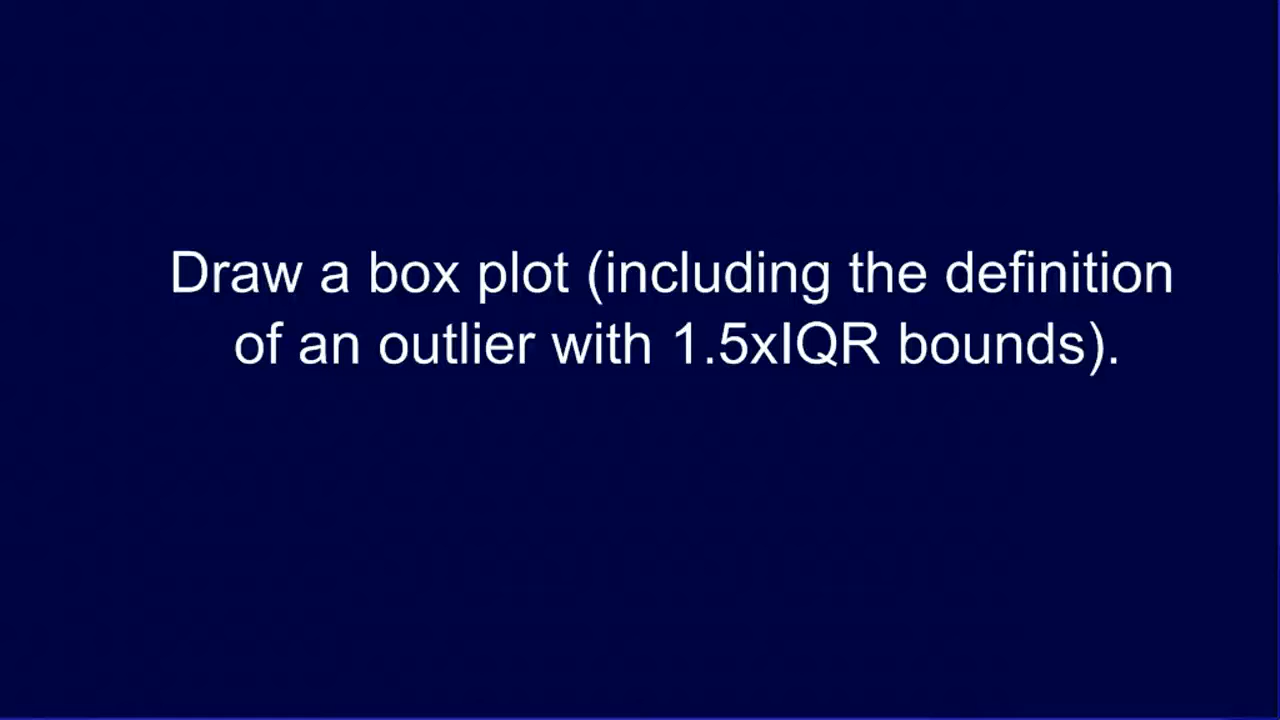 Draw a box plot (including the definition
of an outlier with 1.5xIQR bounds).